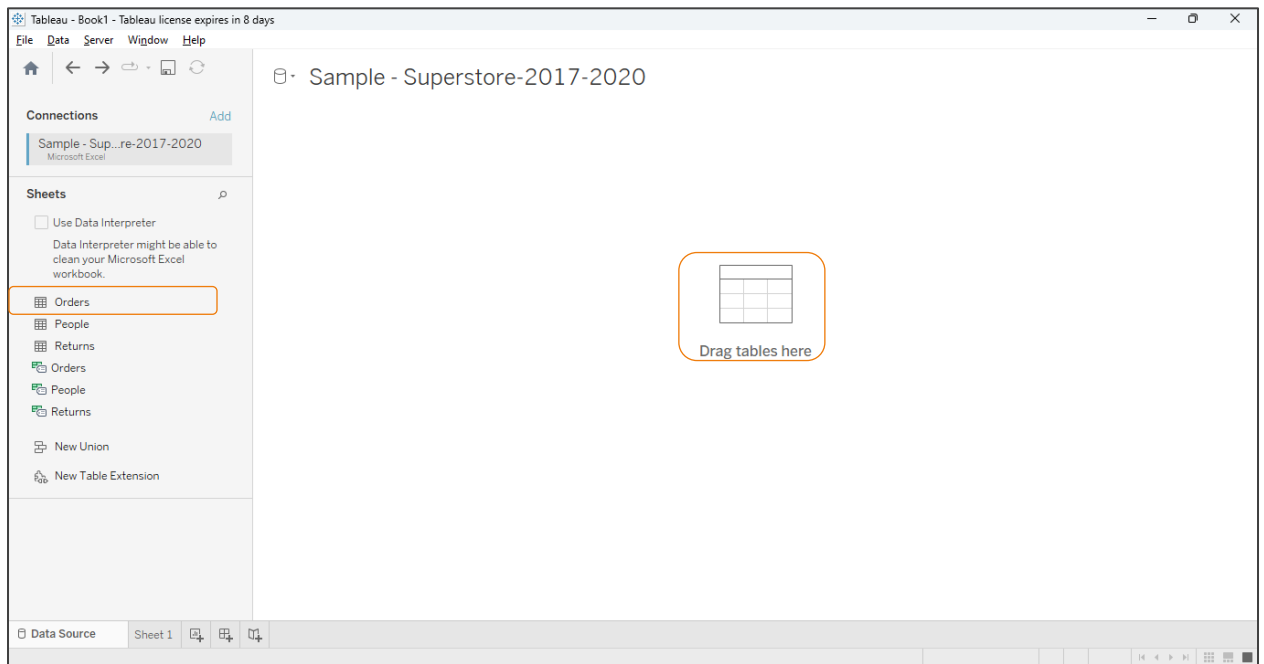 Tableau - Book1 - Tableau license expires in 8 days
File Data Server Window Help
Sample - Superstore-2017-2020
Connections Add
Sample - Sup...re-2017-2020
Microsoft Excel
Sheets
Use Data Interpreter
Data Interpreter might be able to
clean your Microsoft Excel
workbook.
Orders
People
Returns
Orders
People
Returns
New Union
New Table Extension
Drag tables here
Data Source Sheet 1